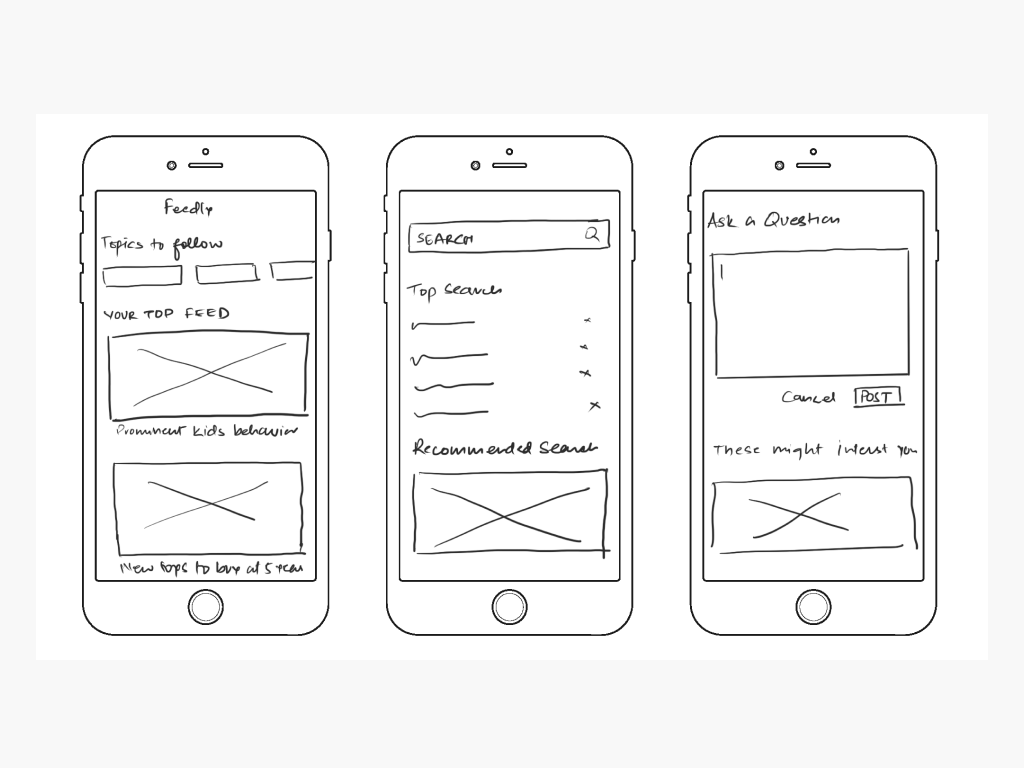 Feedly
Topics to follow
YOUR TOP FEED
Prominent kids behavior
New toys to buy at 5 year
SEARCH
Top Search
Recommended Search
Ask a Question
Cancel POST
These might interest you